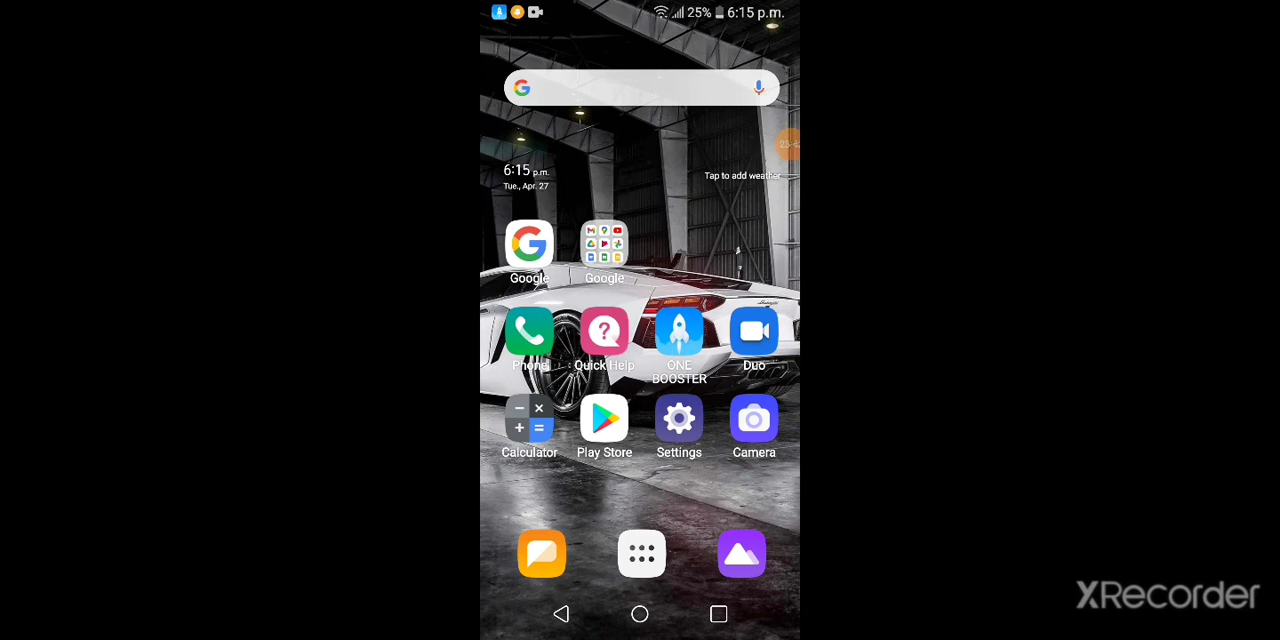 25% 6:15 p.m.
6:15 p.m.
Tue., Apr. 27
Tap to add weather
Google
Google
Phone
Quick Help
ONE BOOSTER
Duo
Calculator
Play Store
Settings
Camera
XRecorder